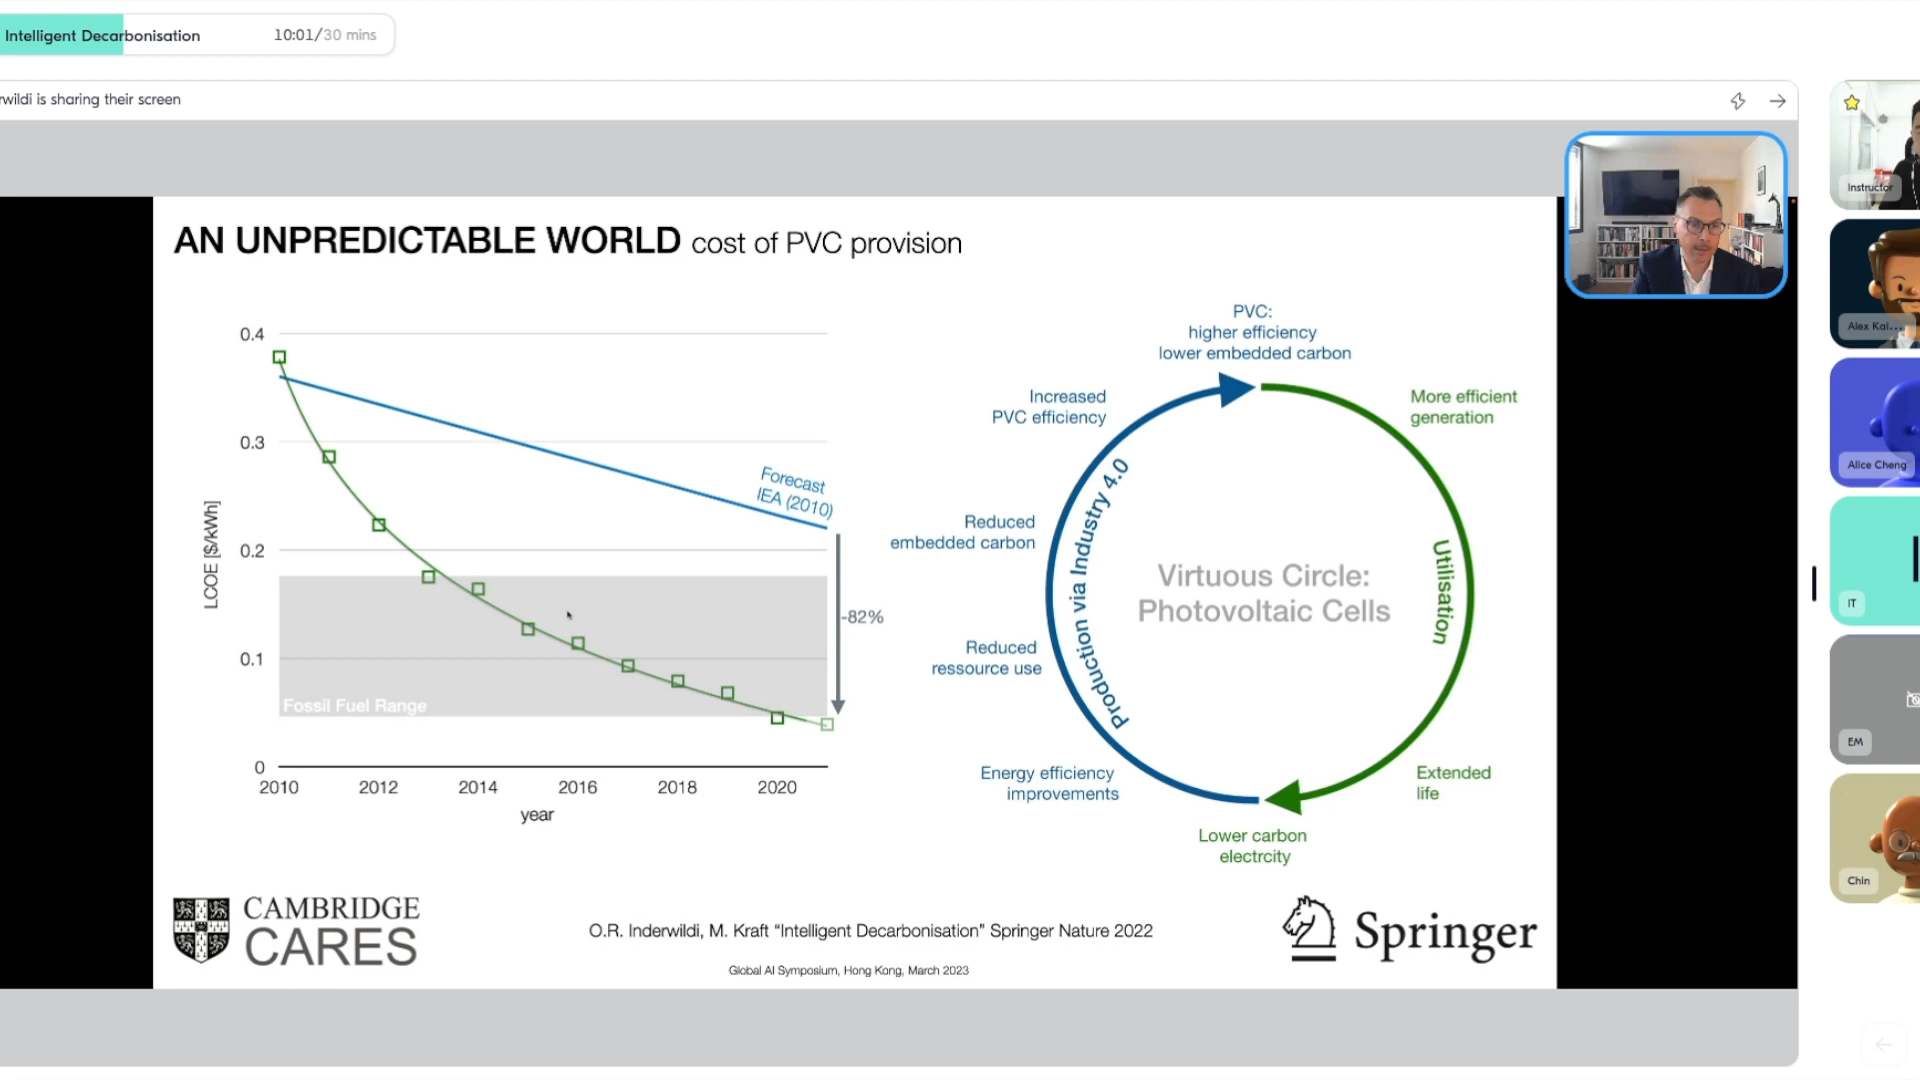 Intelligent Decarbonisation 10:01/30 mins
rwildi is sharing their screen
AN UNPREDICTABLE WORLD cost of PVC provision
0.4
0.3
0.2
0.1
0
LCOE [$/kWh]
Forecast
IEA (2010)
-82%
Fossil Fuel Range
2010 2012 2014 2016 2018 2020
year
PVC:
higher efficiency
lower embedded carbon
Increased
PVC efficiency
More efficient
generation
Reduced
embedded carbon
Production via Industry 4.0
Virtuous Circle:
Photovoltaic Cells
Utilisation
Reduced
ressource use
Energy efficiency
improvements
Extended
life
Lower carbon
electrcity
CAMBRIDGE
CARES
O.R. Inderwildi, M. Kraft “Intelligent Decarbonisation” Springer Nature 2022
Global AI Symposium, Hong Kong, March 2023
Springer
Instructor
Alex Kai...
Alice Cheng
IT
EM
Chin